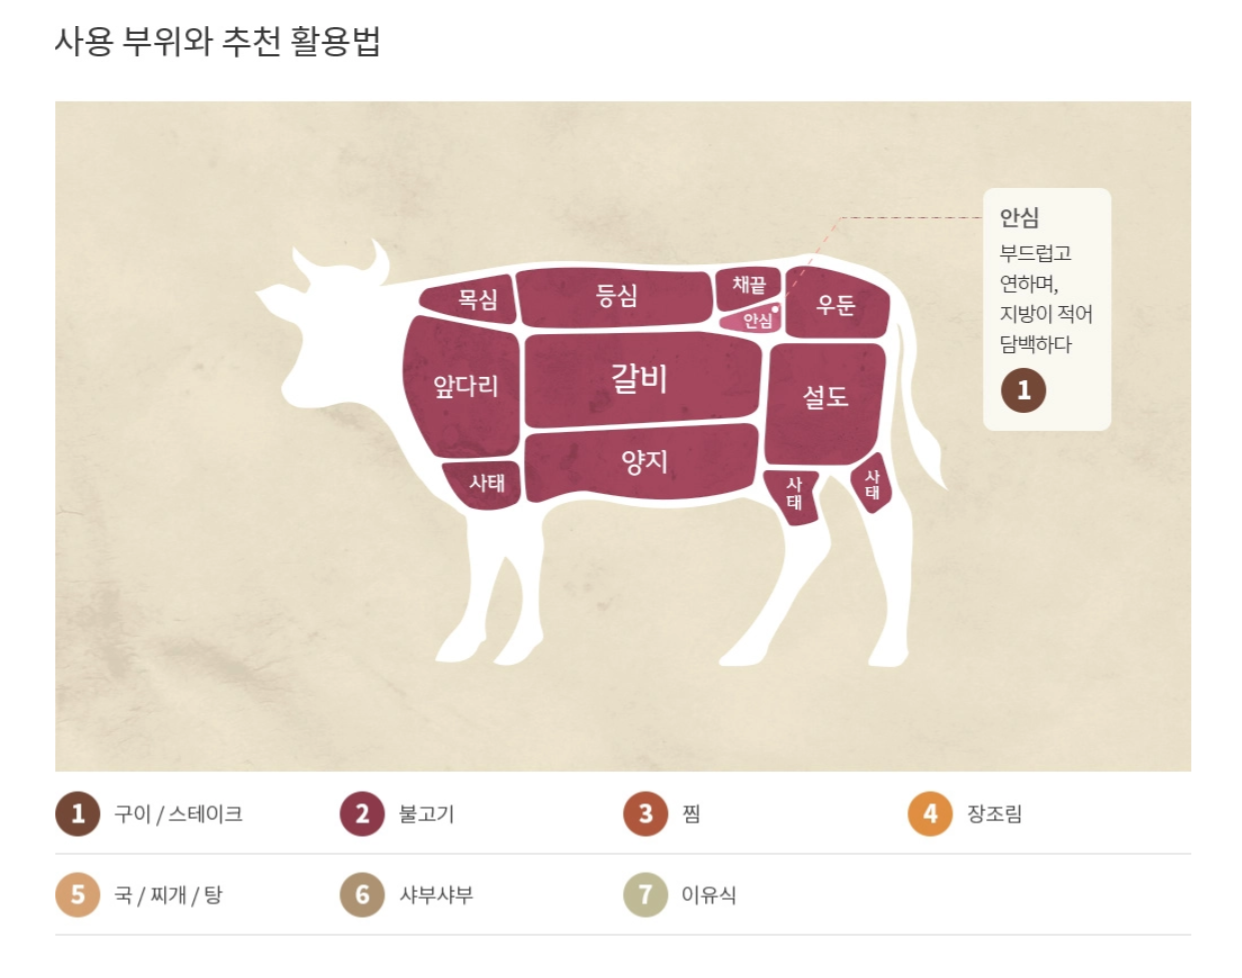 사용 부위와 추천 활용법
안심
부드럽고
연하며,
지방이 적어
담백하다
1
목심
등심
채끝
안심
우둔
앞다리
갈비
설도
양지
사태
사
태
사
태
1 구이 / 스테이크
2 불고기
3 찜
4 장조림
5 국 / 찌개 / 탕
6 샤부샤부
7 이유식